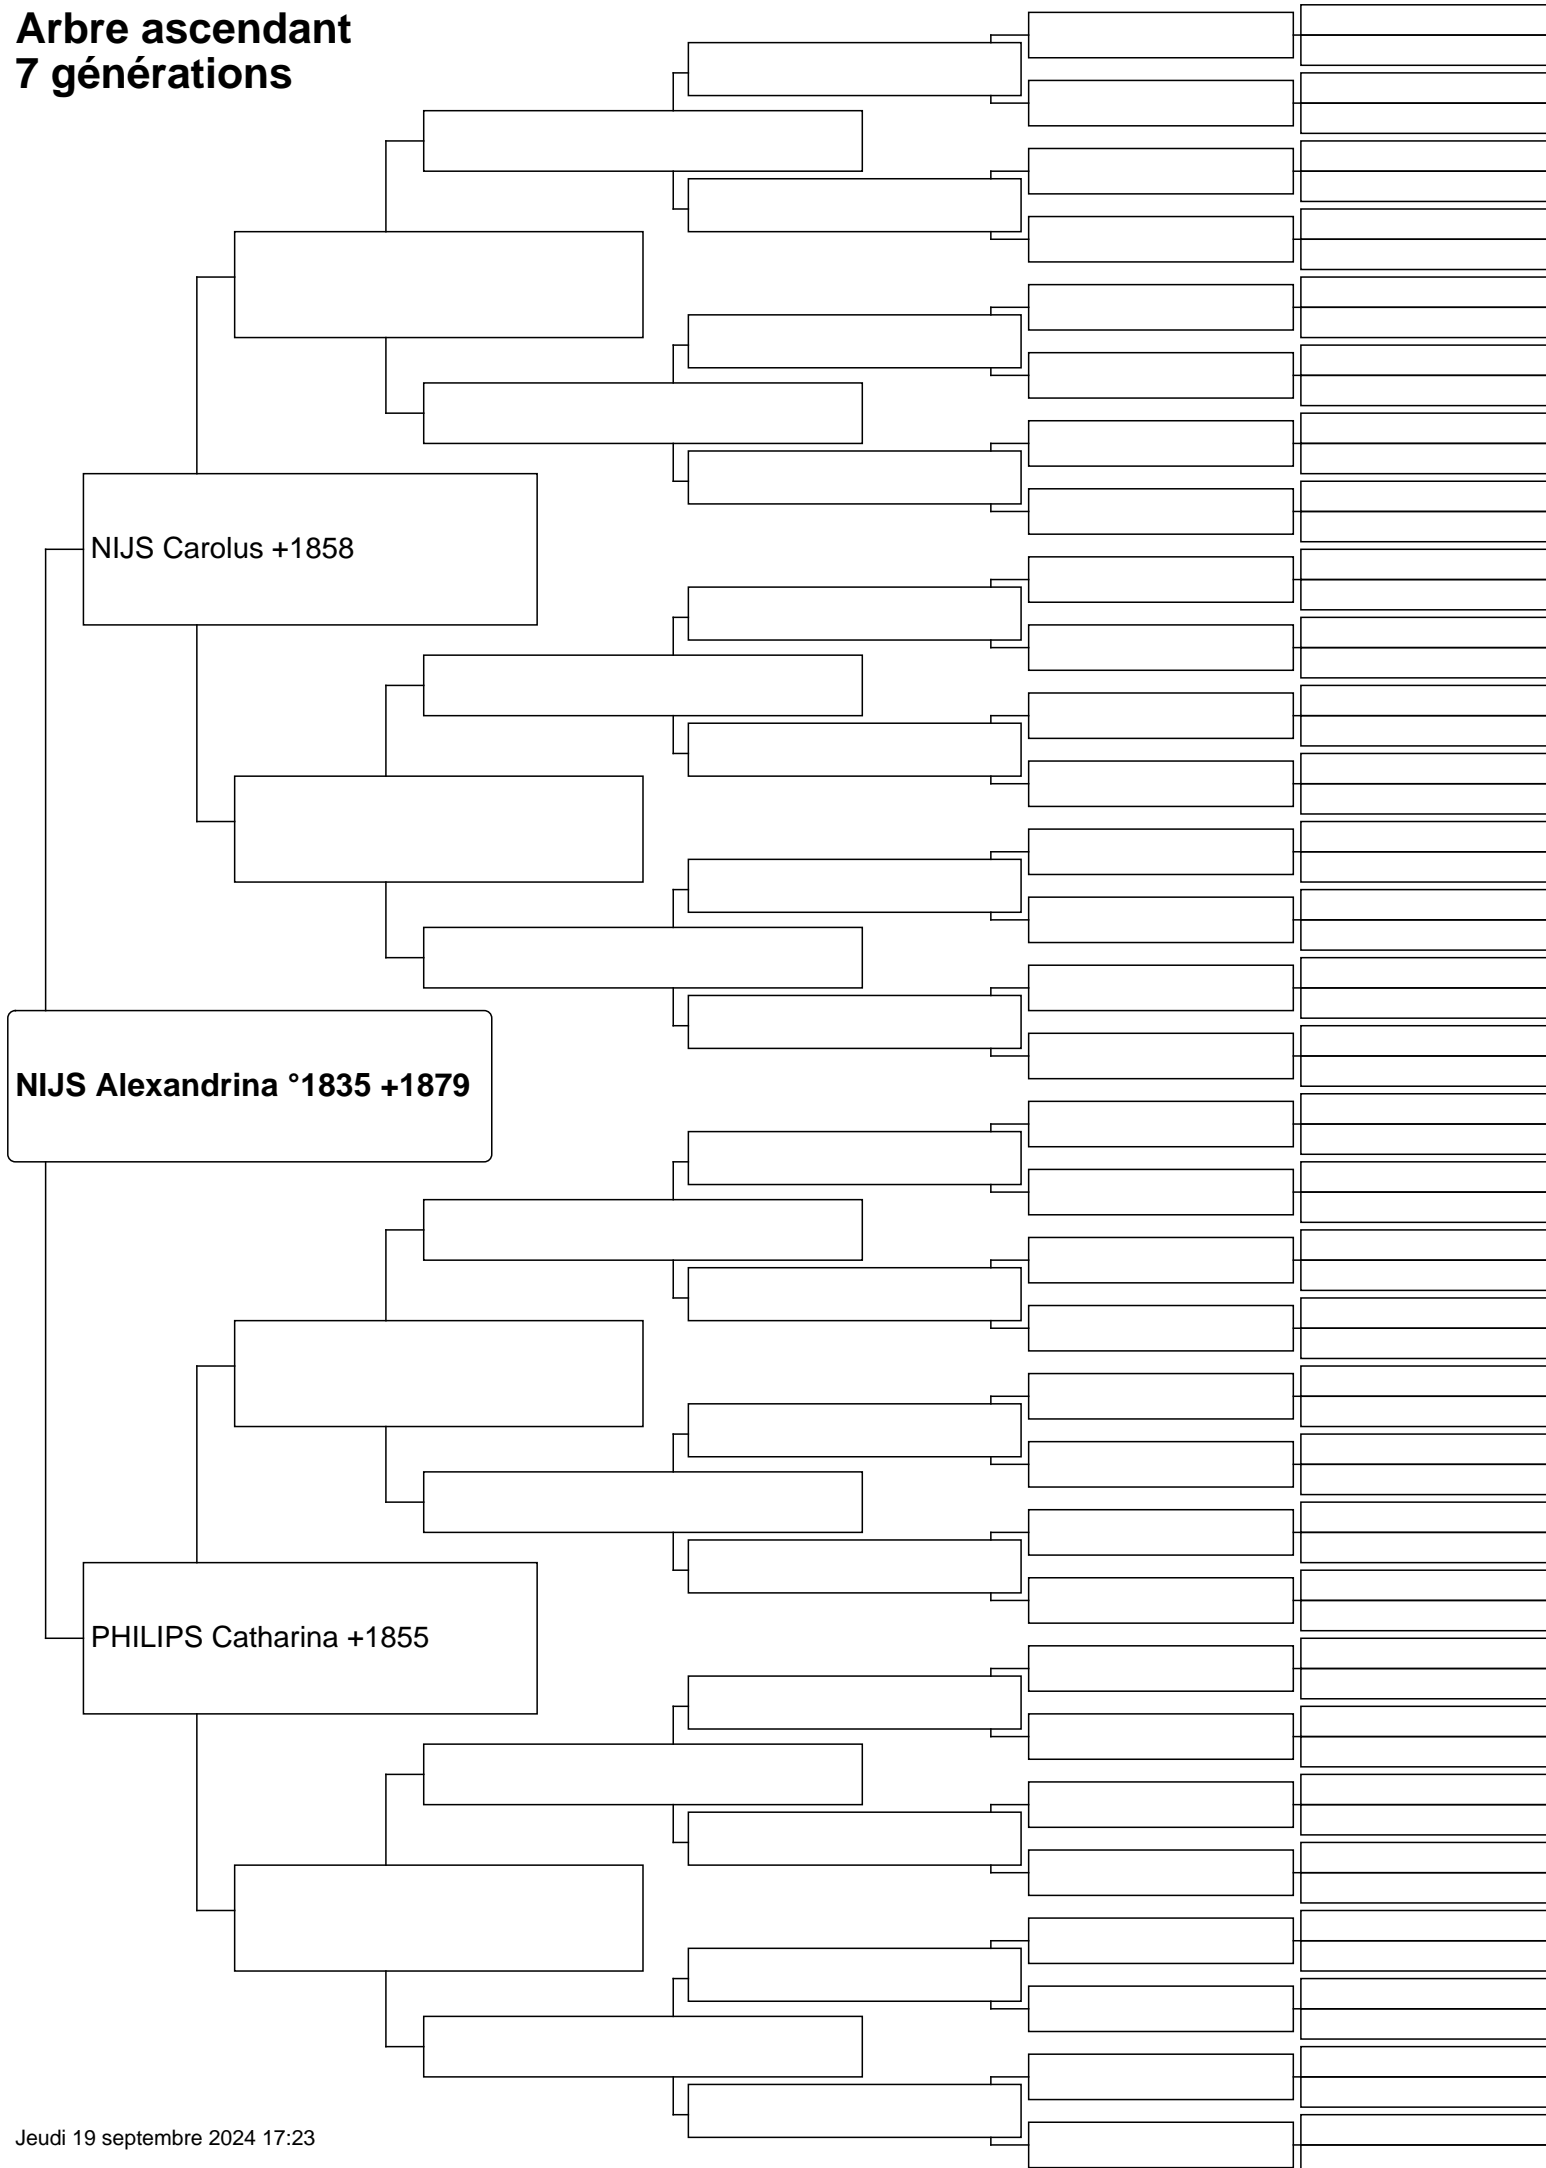 Arbre ascendant
7 générations
NIJS Carolus +1858
NIJS Alexandrina °1835 +1879
PHILIPS Catharina +1855
Jeudi 19 septembre 2024 17:23